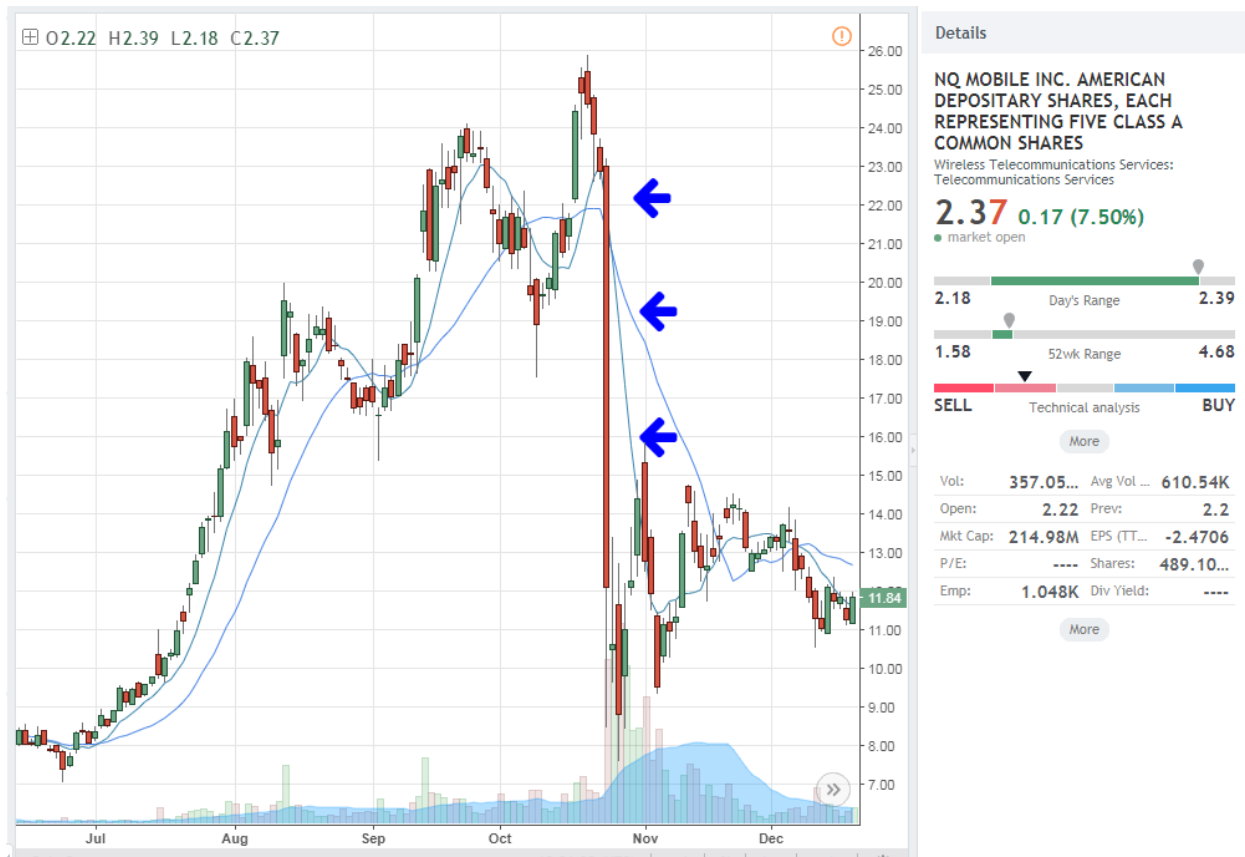 O2.22 H2.39 L2.18 C2.37
26.00
25.00
24.00
23.00
22.00
21.00
20.00
19.00
18.00
17.00
16.00
15.00
14.00
13.00
11.84
11.00
10.00
9.00
8.00
7.00
Jul Aug Sep Oct Nov Dec
Details
NQ MOBILE INC. AMERICAN
DEPOSITARY SHARES, EACH
REPRESENTING FIVE CLASS A
COMMON SHARES
Wireless Telecommunications Services:
Telecommunications Services
2.37 0.17 (7.50%)
market open
2.18 Day's Range 2.39
1.58 52wk Range 4.68
SELL Technical analysis BUY
More
Vol: 357.05... Avg Vol ... 610.54K
Open: 2.22 Prev: 2.2
Mkt Cap: 214.98M EPS (TT... -2.4706
P/E: ---- Shares: 489.10...
Emp: 1.048K Div Yield: ----
More